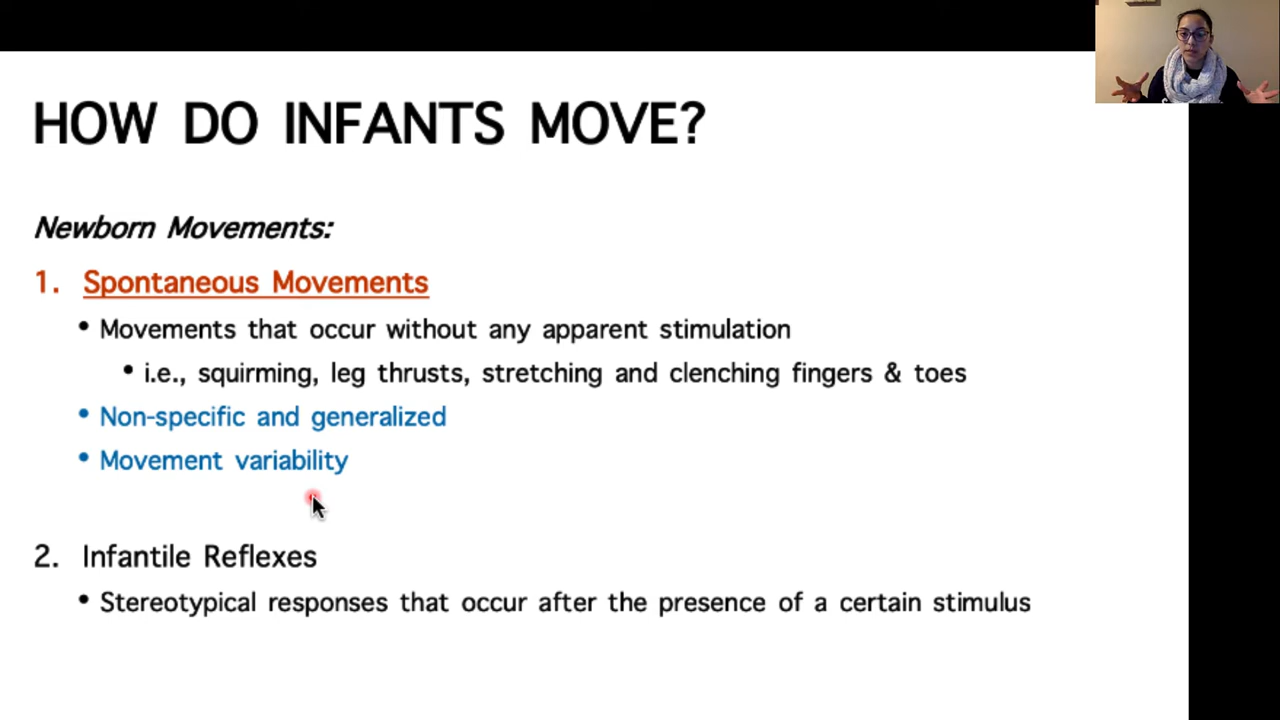 HOW DO INFANTS MOVE?
Newborn Movements:
1. Spontaneous Movements
• Movements that occur without any apparent stimulation
• i.e., squirming, leg thrusts, stretching and clenching fingers & toes
• Non-specific and generalized
• Movement variability
2. Infantile Reflexes
• Stereotypical responses that occur after the presence of a certain stimulus